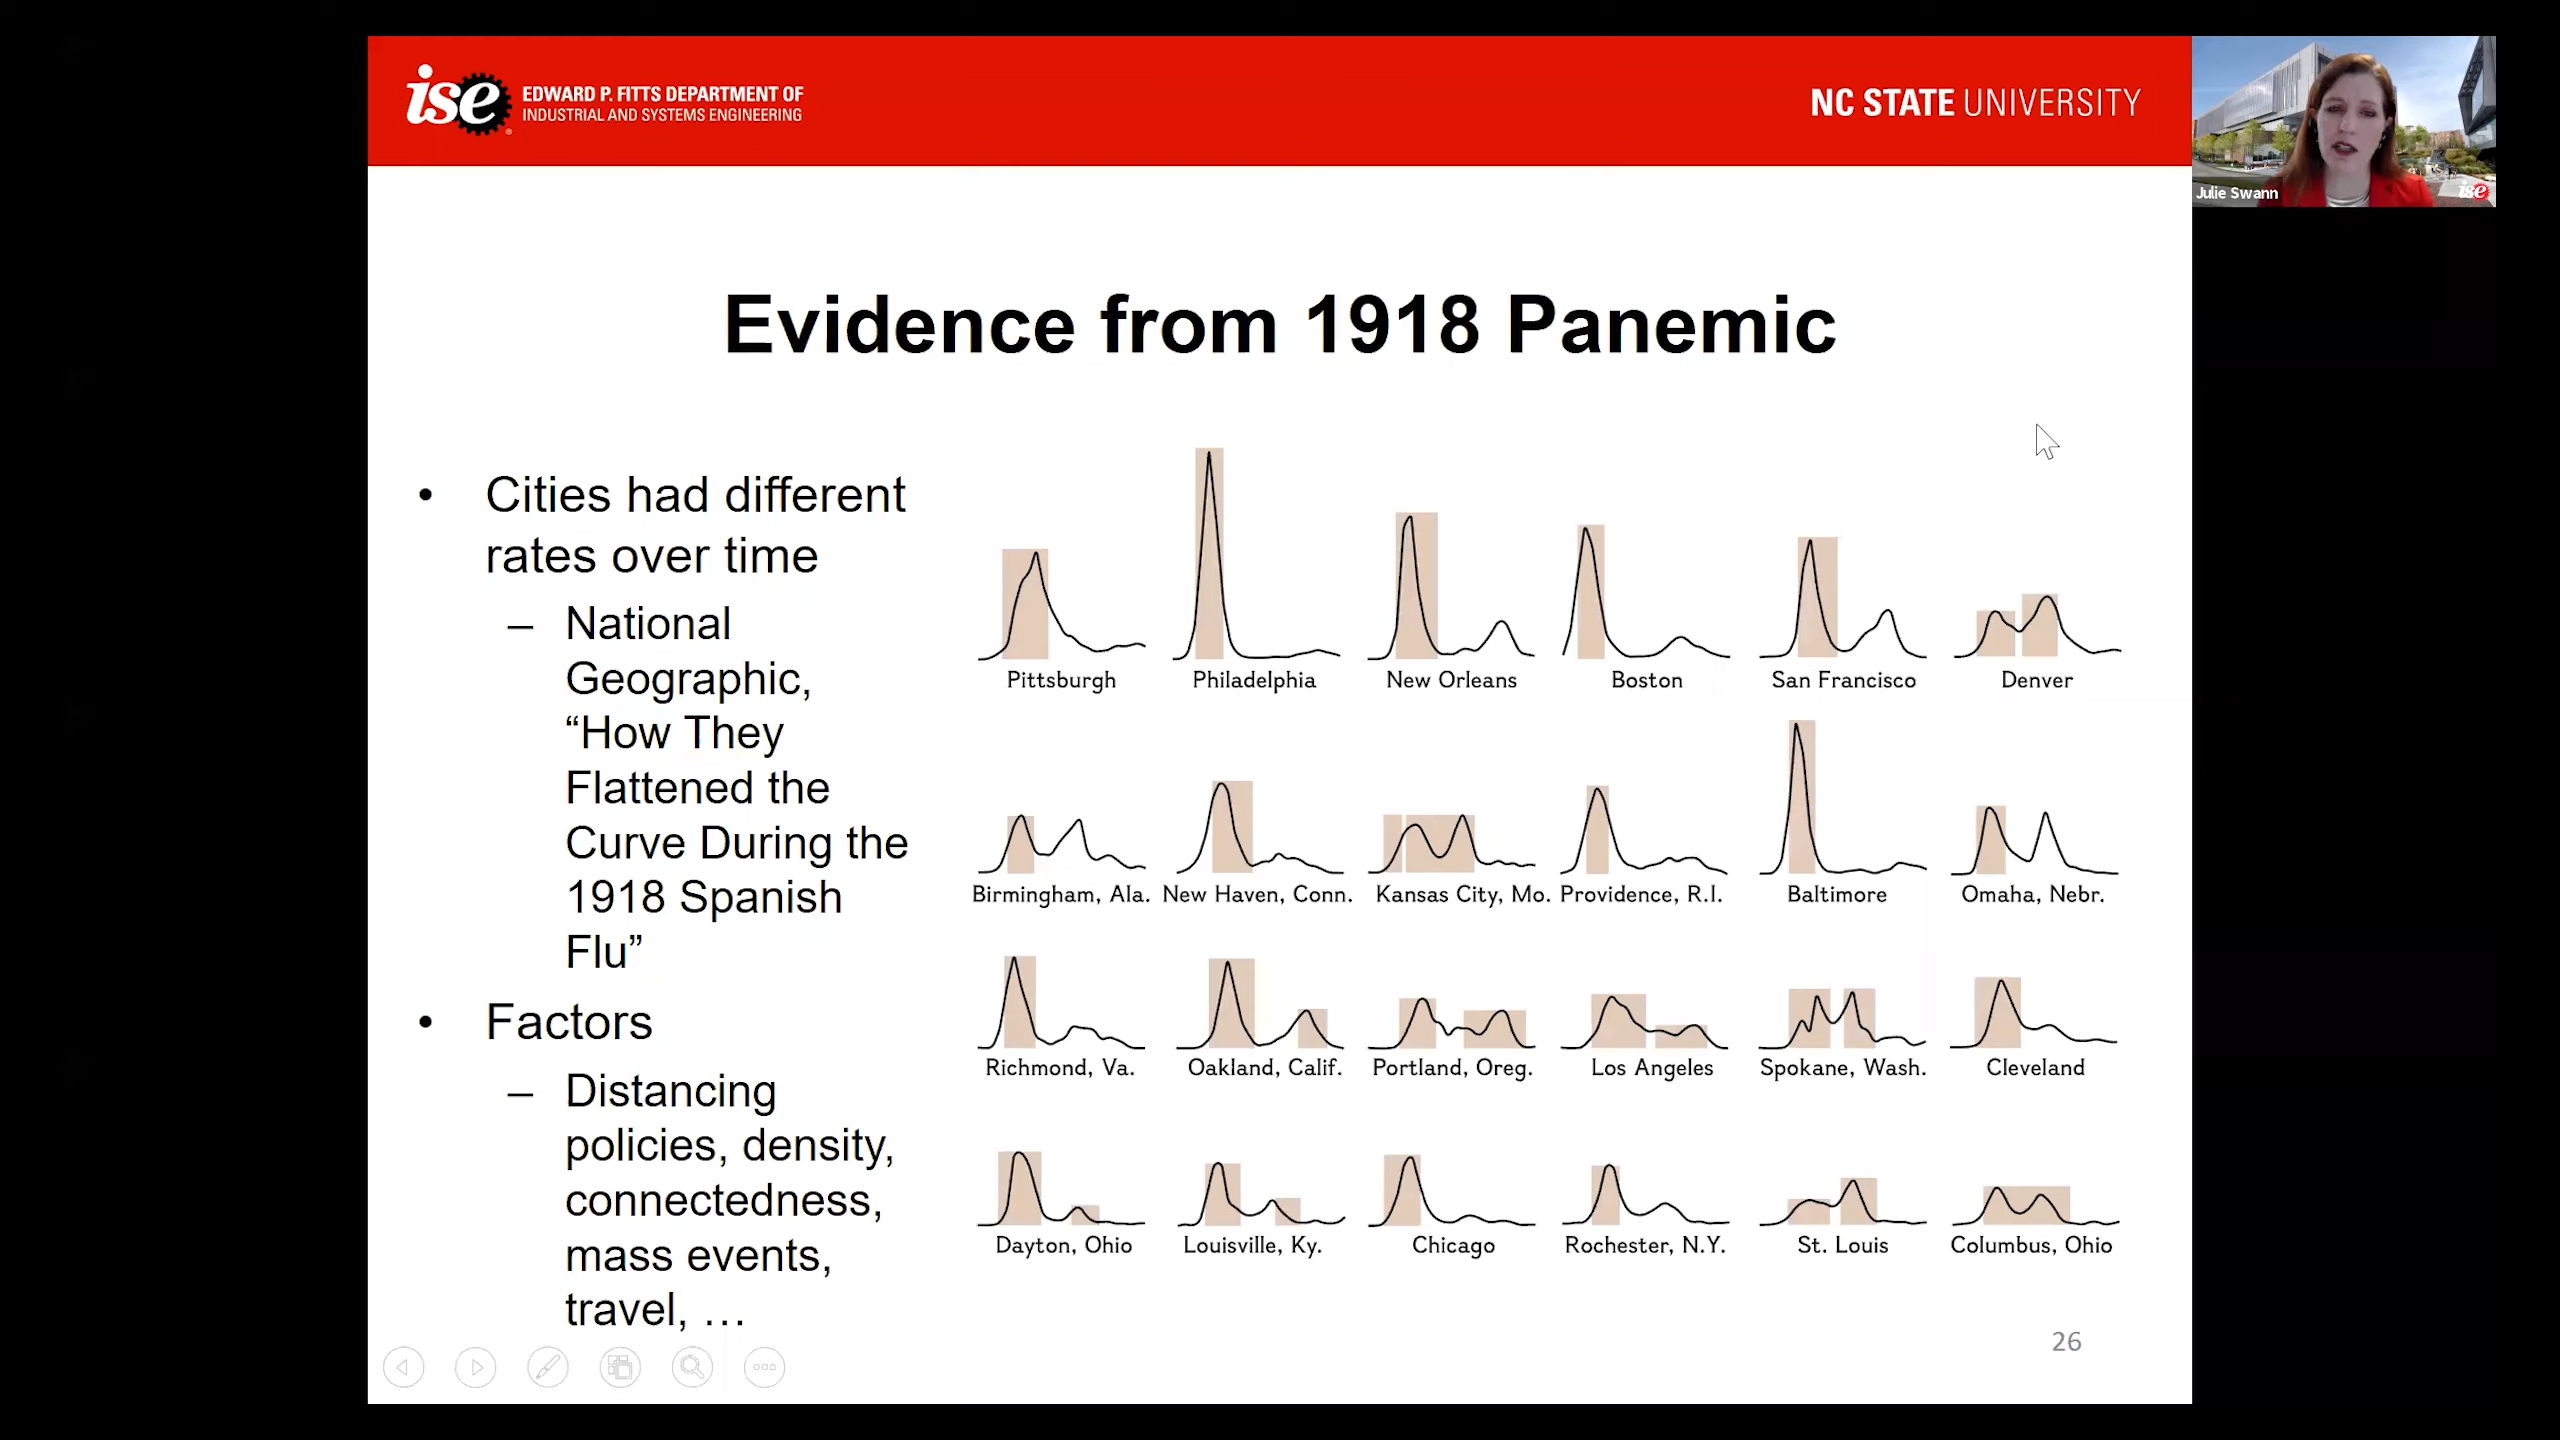 ise EDWARD P. FITTS DEPARTMENT OF
INDUSTRIAL AND SYSTEMS ENGINEERING
NC STATE UNIVERSITY
Julie Swann
ise
Evidence from 1918 Panemic
• Cities had different
rates over time
– National
Geographic,
“How They
Flattened the
Curve During the
1918 Spanish
Flu”
• Factors
– Distancing
policies, density,
connectedness,
mass events,
travel, …
Pittsburgh Philadelphia New Orleans Boston San Francisco Denver
Birmingham, Ala. New Haven, Conn. Kansas City, Mo. Providence, R.I. Baltimore Omaha, Nebr.
Richmond, Va. Oakland, Calif. Portland, Oreg. Los Angeles Spokane, Wash. Cleveland
Dayton, Ohio Louisville, Ky. Chicago Rochester, N.Y. St. Louis Columbus, Ohio
26